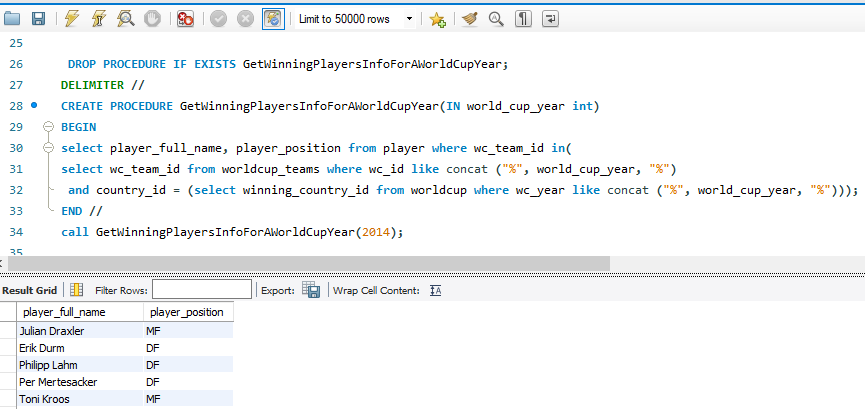 Limit to 50000 rows
25
26 DROP PROCEDURE IF EXISTS GetWinningPlayersInfoForAWorldCupYear;
27 DELIMITER //
28 CREATE PROCEDURE GetWinningPlayersInfoForAWorldCupYear(IN world_cup_year int)
29 BEGIN
30 select player_full_name, player_position from player where wc_team_id in(
31 select wc_team_id from worldcup_teams where wc_id like concat ("%", world_cup_year, "%")
32 and country_id = (select winning_country_id from worldcup where wc_year like concat ("%", world_cup_year, "%")));
33 END //
34 call GetWinningPlayersInfoForAWorldCupYear(2014);
35
Result Grid Filter Rows: Export: Wrap Cell Content: IA
player_full_name player_position
Julian Draxler MF
Erik Durm DF
Philipp Lahm DF
Per Mertesacker DF
Toni Kroos MF